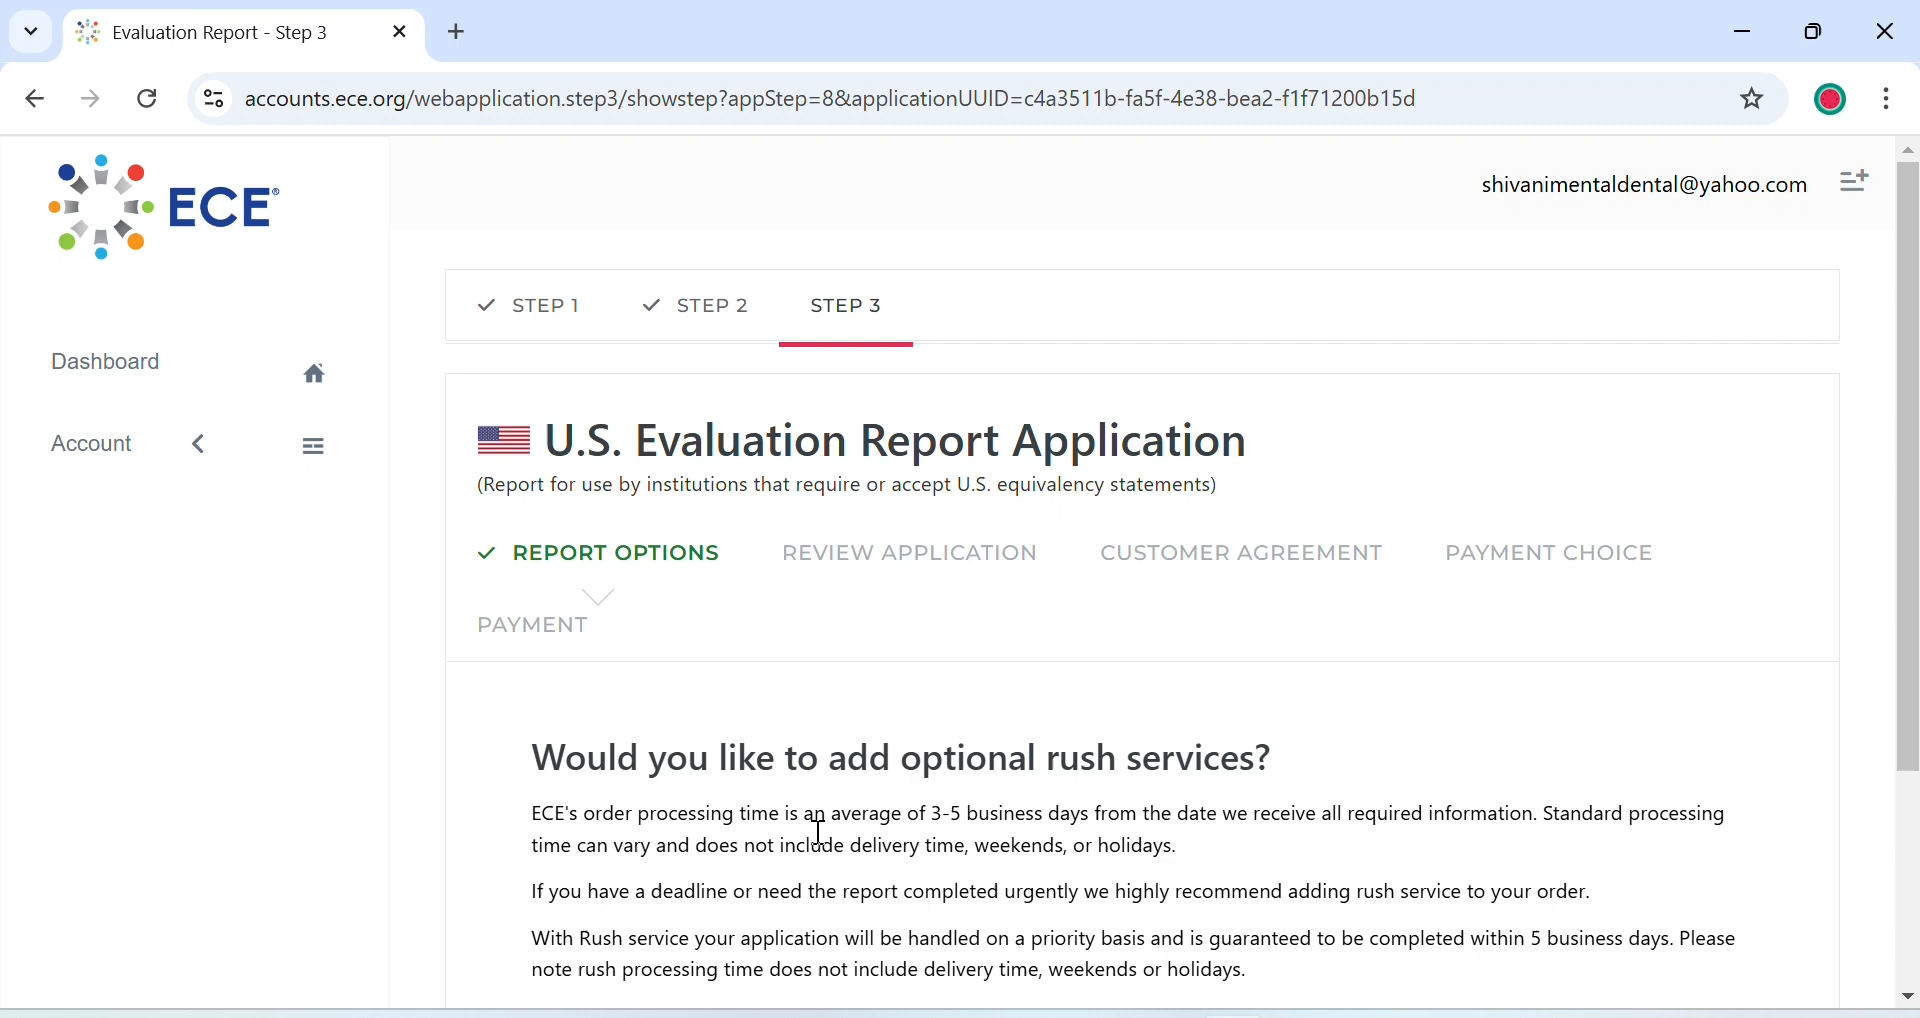 Evaluation Report - Step 3
accounts.ece.org/webapplication.step3/showstep?appStep=8&applicationUUID=c4a3511b-fa5f-4e38-bea2-f1f71200b15d
ECE®
shivanimentaldental@yahoo.com
STEP 1 STEP 2 STEP 3
Dashboard
Account
U.S. Evaluation Report Application
(Report for use by institutions that require or accept U.S. equivalency statements)
REPORT OPTIONS REVIEW APPLICATION CUSTOMER AGREEMENT PAYMENT CHOICE
PAYMENT
Would you like to add optional rush services?
ECE's order processing time is an average of 3-5 business days from the date we receive all required information. Standard processing
time can vary and does not include delivery time, weekends, or holidays.
If you have a deadline or need the report completed urgently we highly recommend adding rush service to your order.
With Rush service your application will be handled on a priority basis and is guaranteed to be completed within 5 business days. Please
note rush processing time does not include delivery time, weekends or holidays.